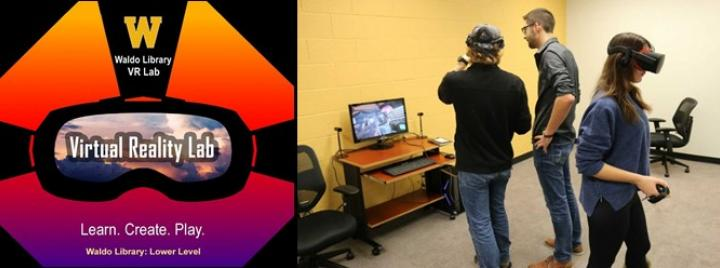 W
Waldo Library
VR Lab
Virtual Reality Lab
Learn. Create. Play.
Waldo Library: Lower Level